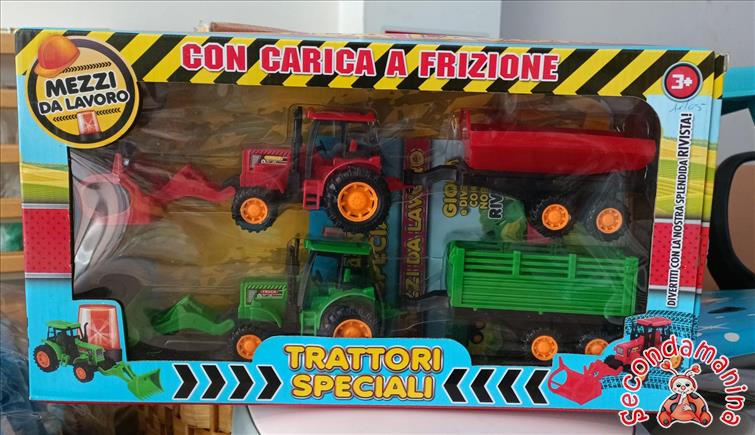 CON CARICA A FRIZIONE
MEZZI
DA LAVORO
3+
DIVERTITI CON LA NOSTRA SPLENDIDA RIVISTA!
TRATTORI
SPECIALI
secondamanina